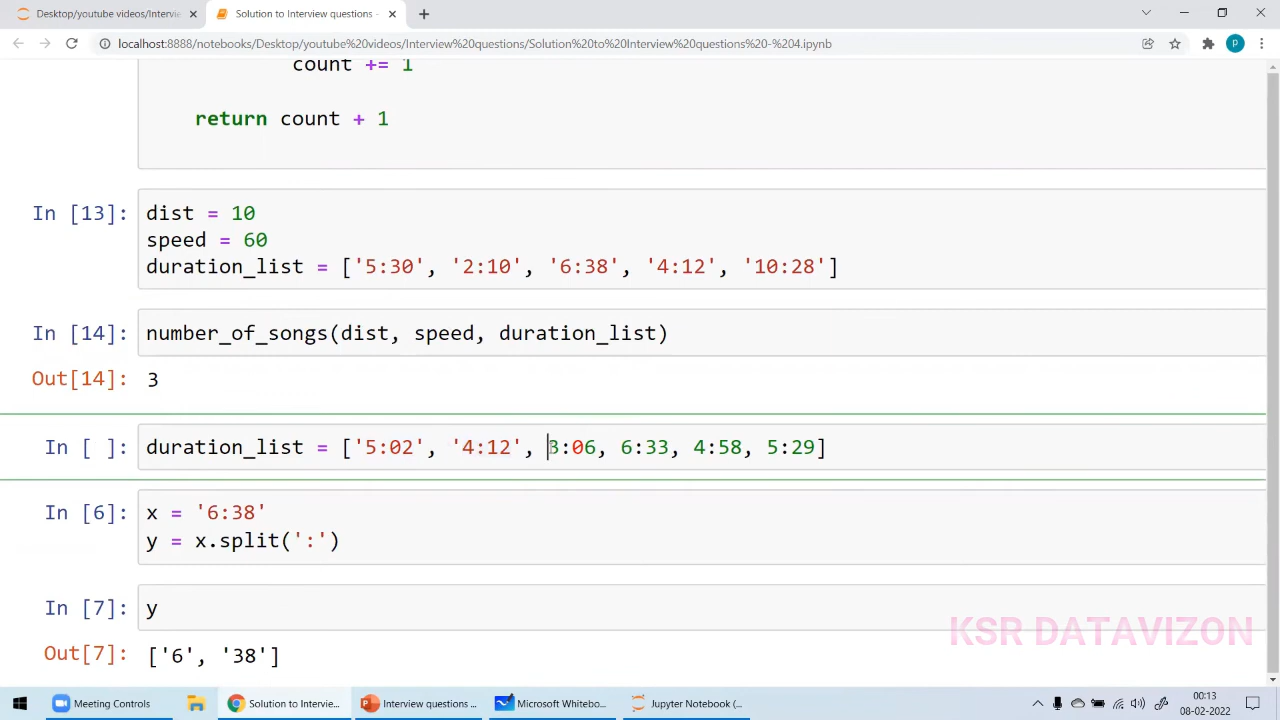 Desktop/youtube videos/Intervie
Solution to Interview questions -
localhost:8888/notebooks/Desktop/youtube%20videos/Interview%20questions/Solution%20to%20Interview%20questions%20-%204.ipynb
P
count += 1
return count + 1
In [13]: dist = 10
speed = 60
duration_list = ['5:30', '2:10', '6:38', '4:12', '10:28']
In [14]: number_of_songs(dist, speed, duration_list)
Out[14]: 3
In [ ]: duration_list = ['5:02', '4:12', 3:06, 6:33, 4:58, 5:29]
In [6]: x = '6:38'
y = x.split(':')
In [7]: y
Out[7]: ['6', '38']
KSR DATAVIZON
Meeting Controls
Solution to Intervie...
Interview questions ...
Microsoft Whitebo...
Jupyter Notebook (...
00:13
08-02-2022